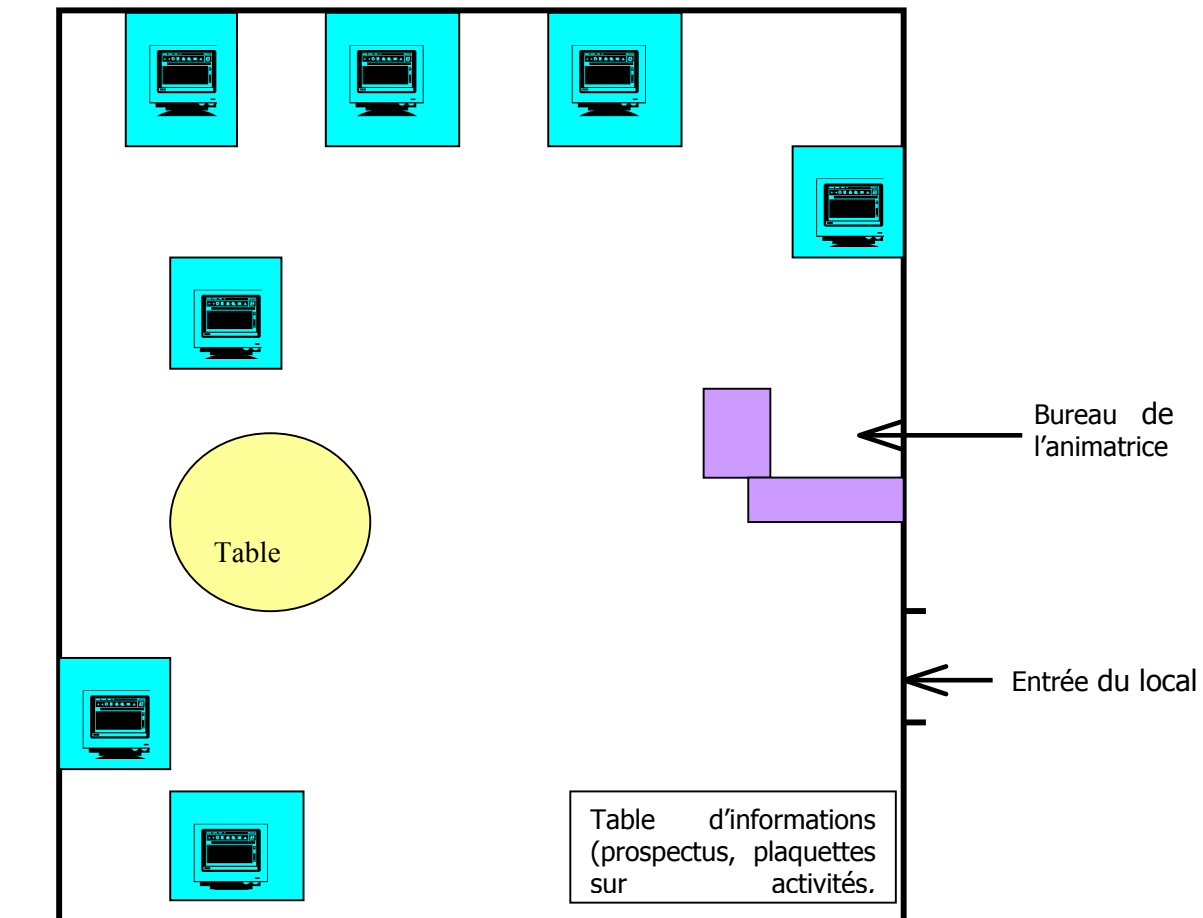 Bureau de
l'animatrice
Table
Entrée du local
Table d'informations
(prospectus, plaquettes
sur activités.